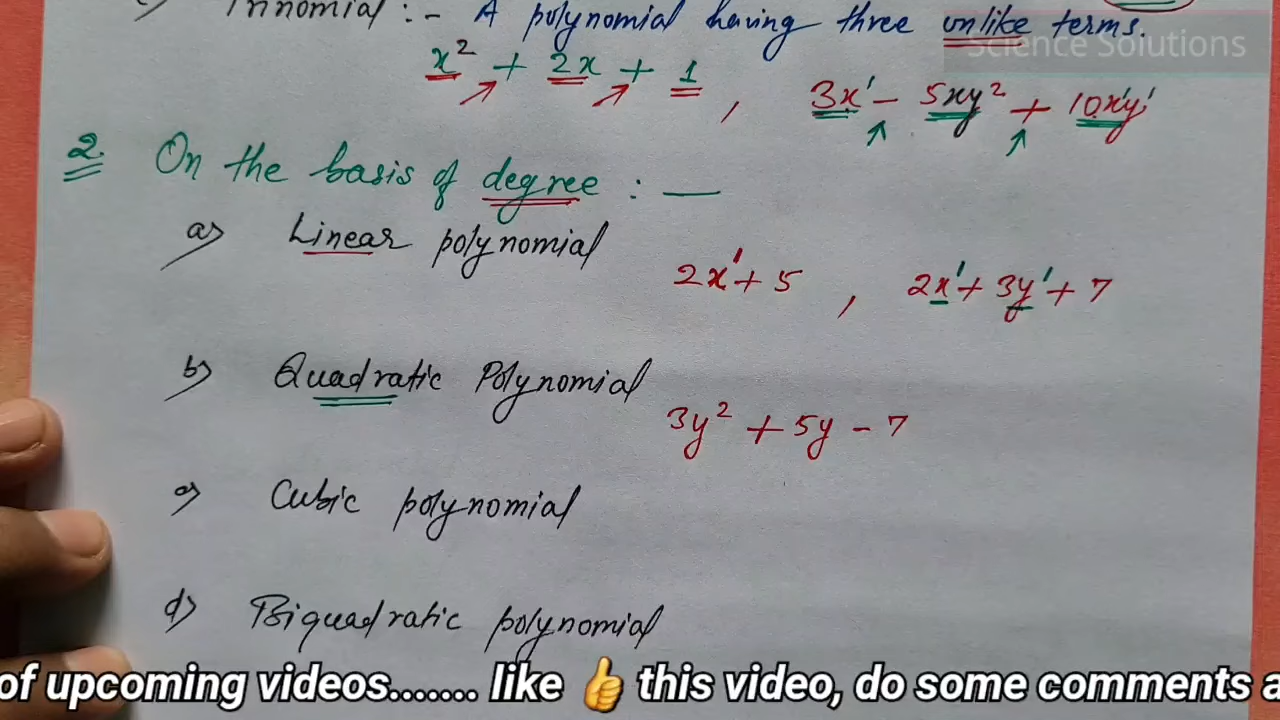 Trinomial :- A polynomial having three unlike terms.
Science Solutions
x² + 2x + 1 , 3x¹ - 5xy² + 10x¹y¹
2. On the basis of degree : —
a) Linear polynomial
2x¹ + 5 , 2x¹ + 3y¹ + 7
b) Quadratic Polynomial
3y² + 5y - 7
c) Cubic polynomial
d) Biquadratic polynomial
of upcoming videos....... like 👍 this video, do some comments a